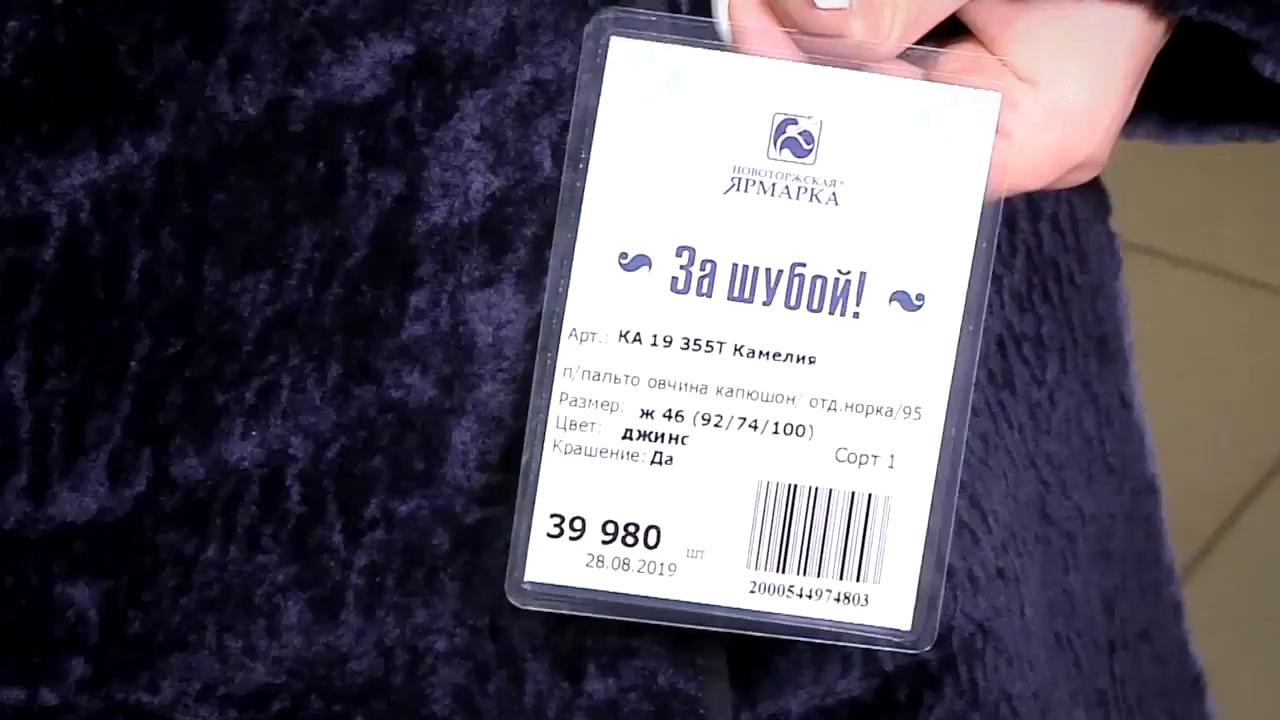 НОВОТОРЖСКАЯ®
ЯРМАРКА
За шубой!
Арт.: КА 19 355Т Камелия
п/пальто овчина капюшон/ отд.норка/95
Размер: ж 46 (92/74/100)
Цвет: джинс
Крашение: Да
Сорт 1
39 980 шт
28.08.2019
2000544974803